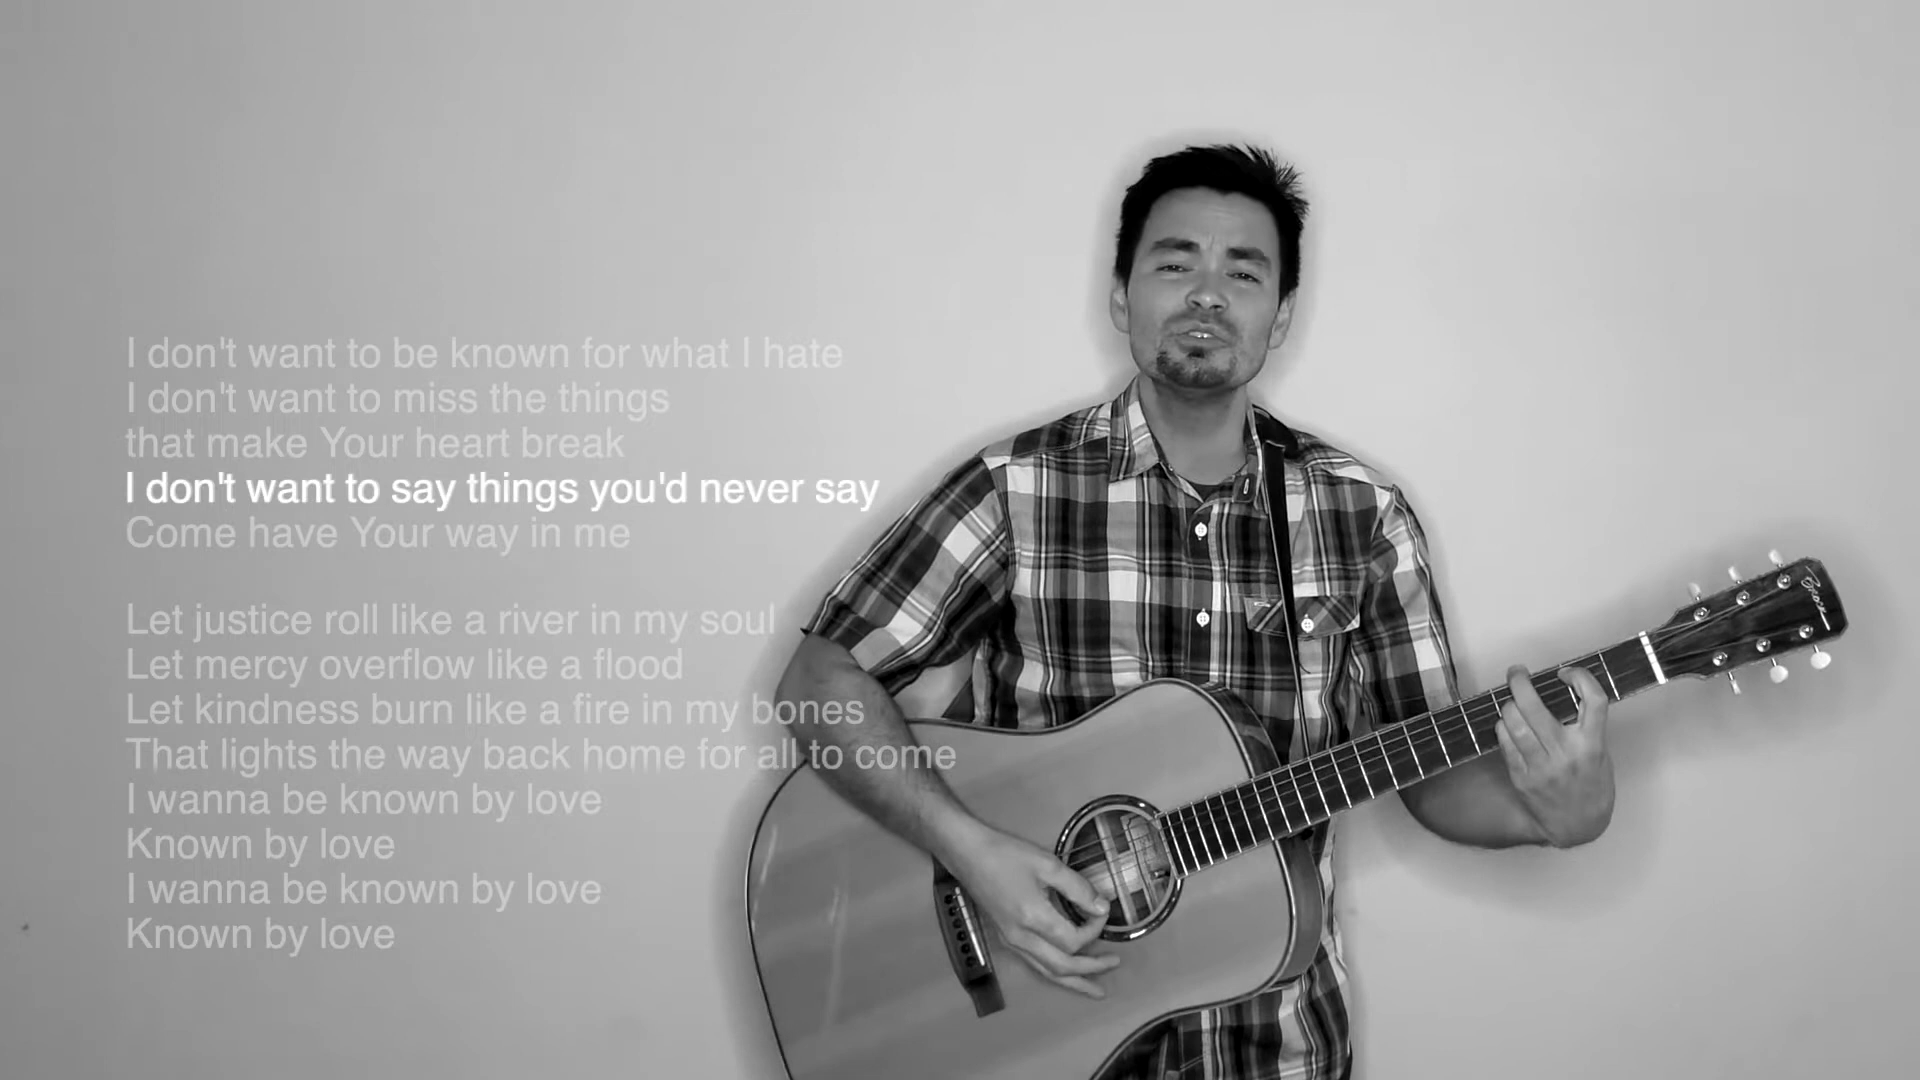 I don't want to be known for what I hate
I don't want to miss the things
that make Your heart break
I don't want to say things you'd never say
Come have Your way in me
Let justice roll like a river in my soul
Let mercy overflow like a flood
Let kindness burn like a fire in my bones
That lights the way back home for all to come
I wanna be known by love
Known by love
I wanna be known by love
Known by love